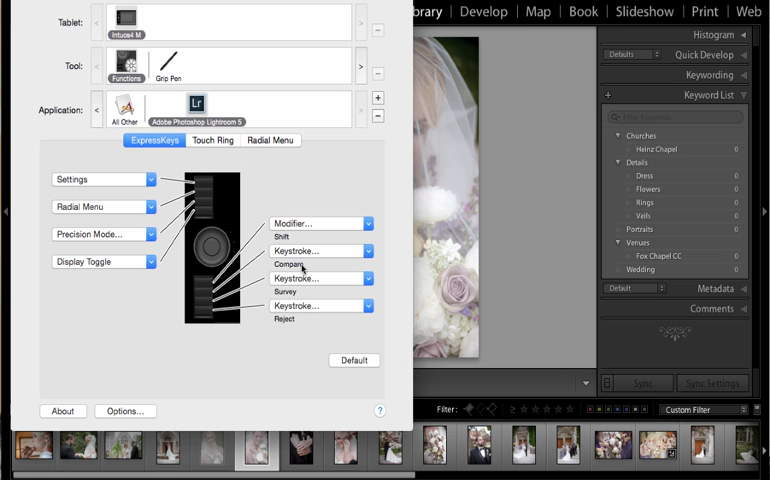 Tablet:
Intuos4 M
Tool:
Functions
Grip Pen
Application:
All Other
Lr
Adobe Photoshop Lightroom 5
ExpressKeys
Touch Ring
Radial Menu
Settings
Radial Menu
Precision Mode...
Display Toggle
Modifier...
Shift
Keystroke...
Compare
Keystroke...
Survey
Keystroke...
Reject
Default
About
Options...
?
brary | Develop | Map | Book | Slideshow | Print | Web
Histogram
Defaults
Quick Develop
Keywording
Keyword List
Filter Keywords
Churches
Heinz Chapel 0
Details
Dress 0
Flowers 0
Rings 0
Veils 0
Portraits 0
Venues
Fox Chapel CC 0
Wedding 0
Default
Metadata
Comments
Sync
Sync Settings
Filter :
Custom Filter